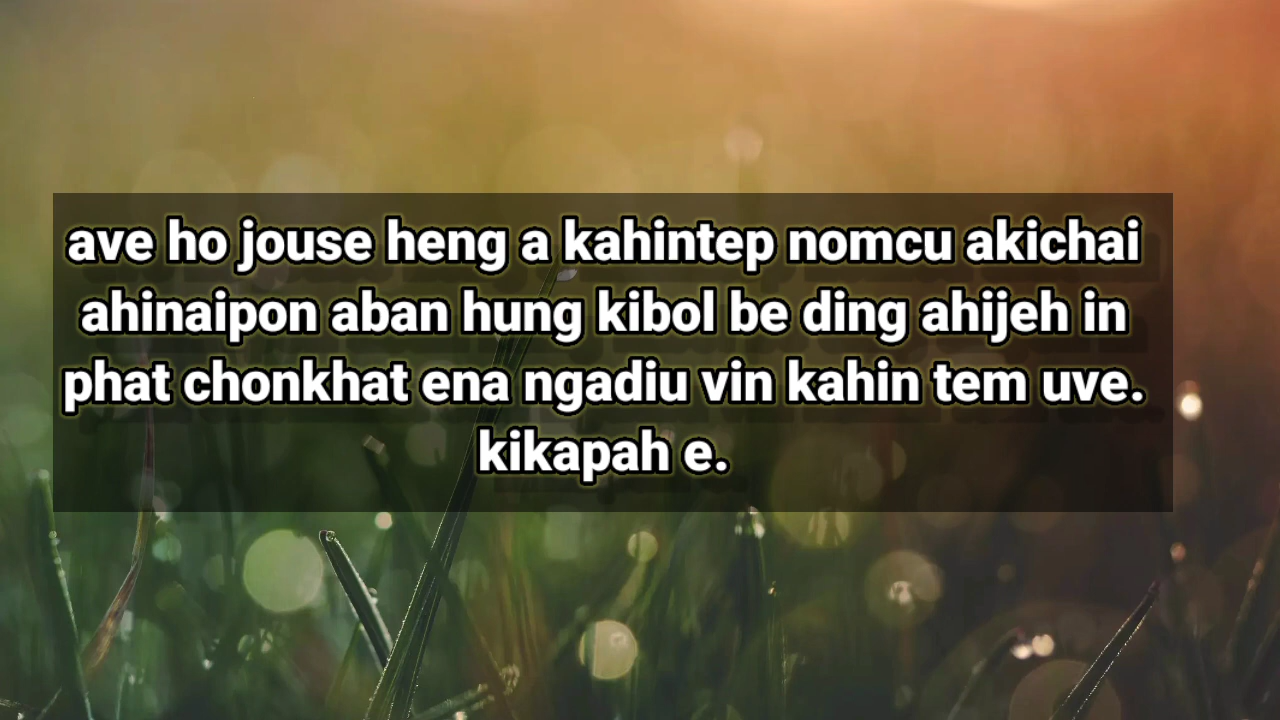 ave ho jouse heng a kahintep nomcu akichai
ahinaipon aban hung kibol be ding ahijeh in
phat chonkhat ena ngadiu vin kahin tem uve.
kikapah e.